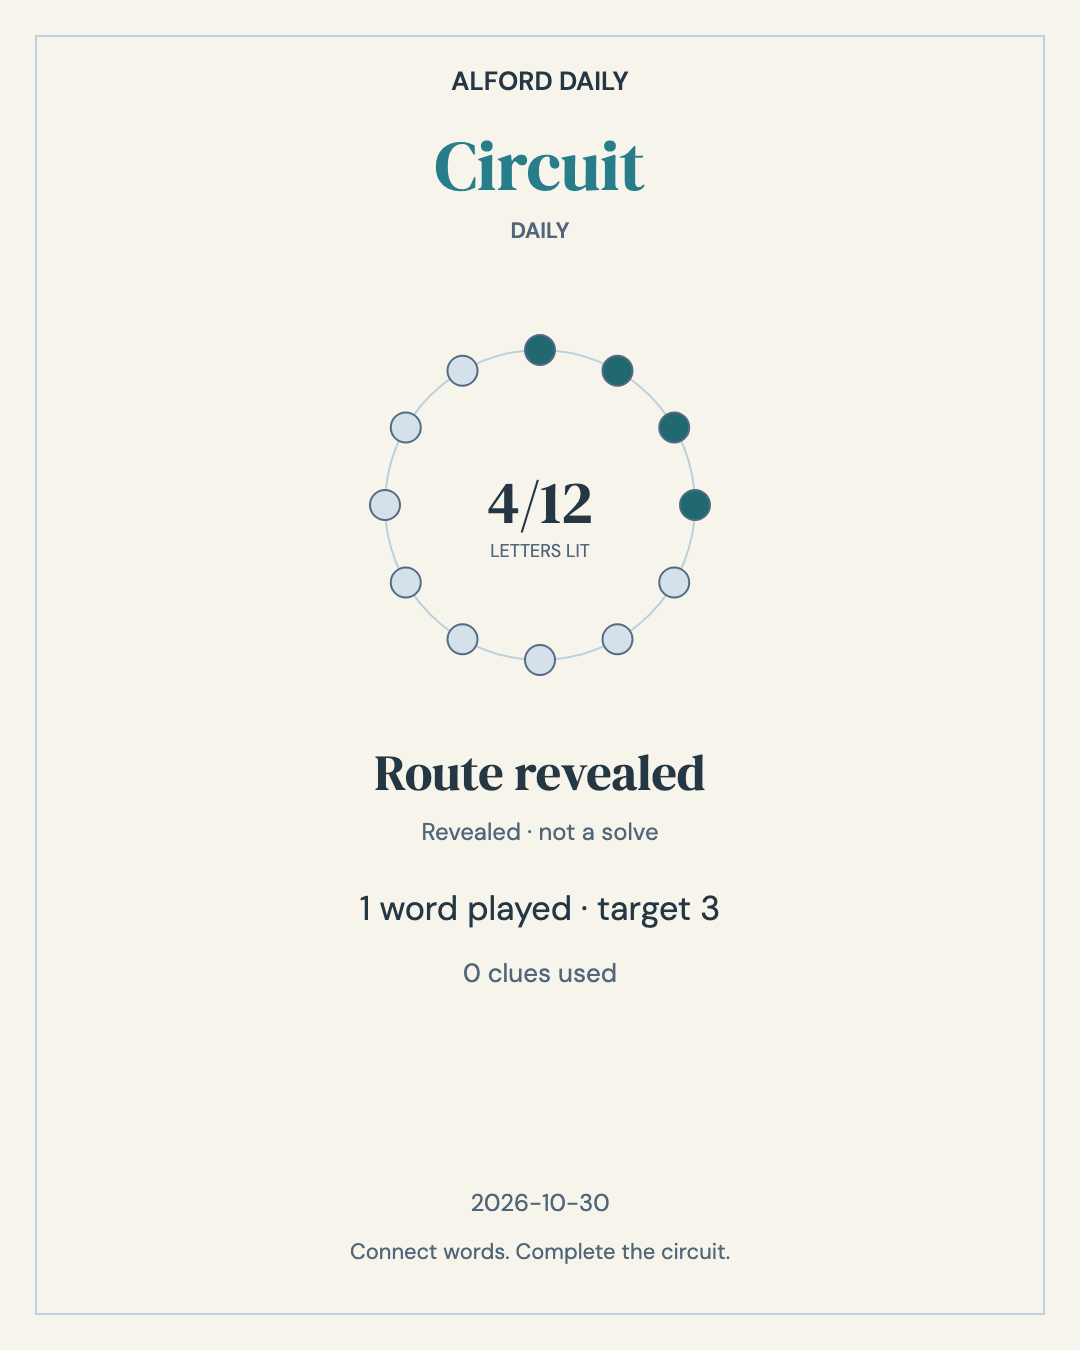 ALFORD DAILY
Circuit
DAILY
4/12
LETTERS LIT
Route revealed
Revealed · not a solve
1 word played · target 3
0 clues used
2026-10-30
Connect words. Complete the circuit.